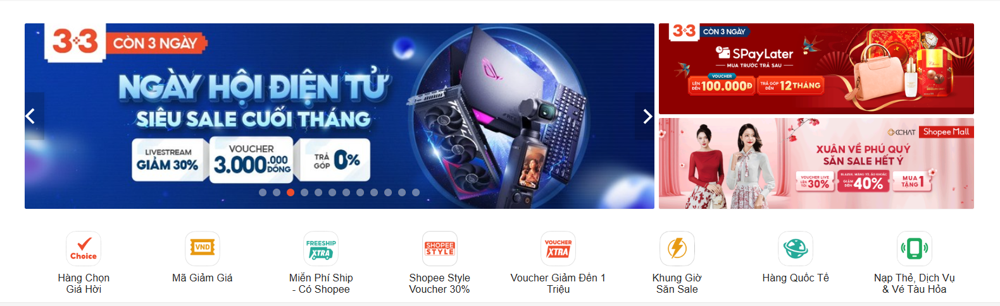 3•3 CÒN 3 NGÀY
NGÀY HỘI ĐIỆN TỬ
SIÊU SALE CUỐI THÁNG
LIVESTREAM
GIẢM 30%
VOUCHER
3.000.000 ĐỒNG
TRẢ GÓP 0%
3•3 CÒN 3 NGÀY
SPayLater
MUA TRƯỚC TRẢ SAU
VOUCHER
LÊN ĐẾN 100.000Đ
TRẢ GÓP ĐẾN 12 THÁNG
CCHAT Shopee Mall
XUÂN VỀ PHÚ QUÝ
SĂN SALE HẾT Ý
VOUCHER LIVE
LÊN TỚI 30%
BLAZER, MĂNG TÔ, ÁO KHOÁC
GIẢM ĐẾN 40%
MUA TẶNG 1
Choice
Hàng Chọn
Giá Hời
VND
Mã Giảm Giá
FREESHIP
XTRA
Miễn Phí Ship
- Có Shopee
SHOPEE
STYLE
Shopee Style
Voucher 30%
VOUCHER
XTRA
Voucher Giảm Đến 1
Triệu
Khung Giờ
Săn Sale
Hàng Quốc Tế
Nạp Thẻ, Dịch Vụ
& Vé Tàu Hỏa